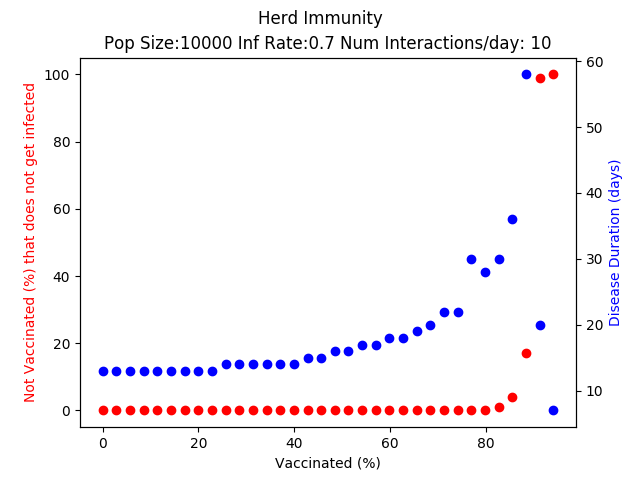 Herd Immunity
Pop Size:10000 Inf Rate:0.7 Num Interactions/day: 10
Not Vaccinated (%) that does not get infected
100
80
60
40
20
0
60
50
40
30
20
10
Disease Duration (days)
0 20 40 60 80
Vaccinated (%)